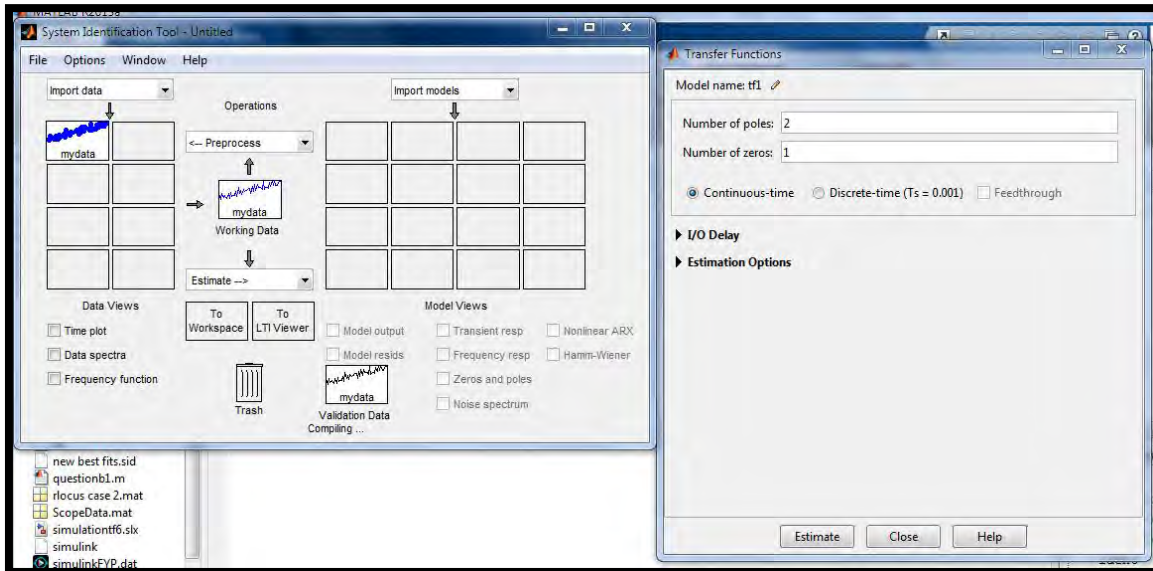 MATLAB R2013a
System Identification Tool - Untitled
File Options Window Help
Import data
Operations
Import models
mydata
<-- Preprocess
mydata
Working Data
Estimate -->
Data Views
To Workspace
To LTI Viewer
Model Views
Time plot
Data spectra
Frequency function
Trash
Model output
Transient resp
Nonlinear ARX
Model resids
Frequency resp
Hamm-Wiener
mydata
Zeros and poles
Noise spectrum
Validation Data
Compiling ...
new best fits.sid
questionb1.m
rlocus case 2.mat
ScopeData.mat
simulationtf6.slx
simulink
simulinkFYP.dat
Transfer Functions
Model name: tf1
Number of poles: 2
Number of zeros: 1
Continuous-time
Discrete-time (Ts = 0.001)
Feedthrough
I/O Delay
Estimation Options
Estimate
Close
Help